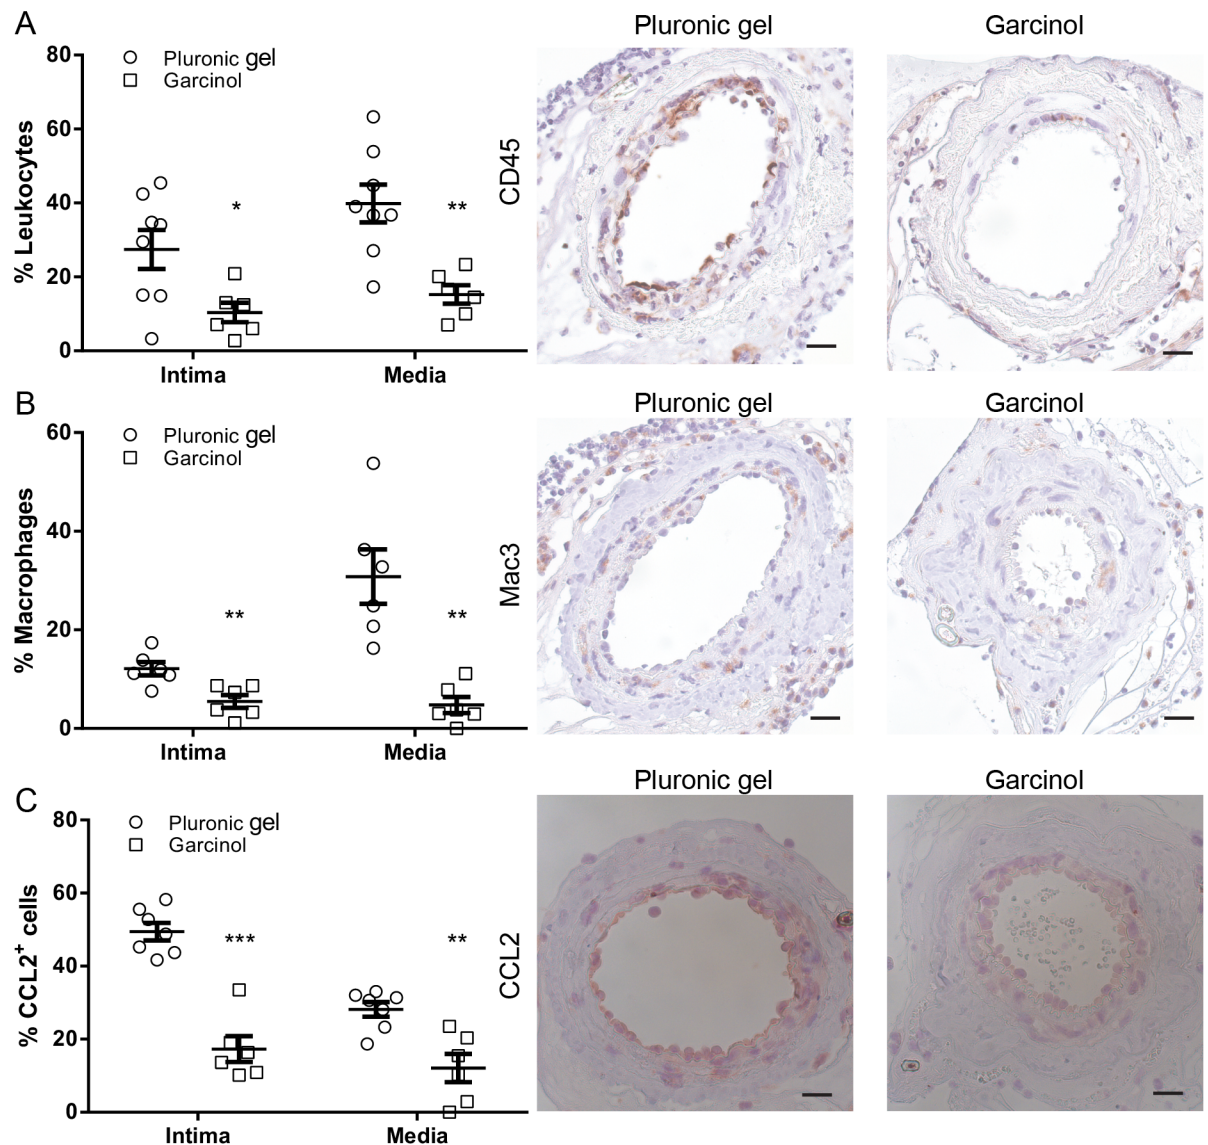 A
Pluronic gel
Garcinol
80
60
40
20
0
% Leukocytes
Pluronic gel
Garcinol
*
**
Intima
Media
CD45
B
Pluronic gel
Garcinol
60
40
20
0
% Macrophages
Pluronic gel
Garcinol
**
**
Intima
Media
Mac3
C
Pluronic gel
Garcinol
80
60
40
20
0
% CCL2+ cells
Pluronic gel
Garcinol
***
**
Intima
Media
CCL2